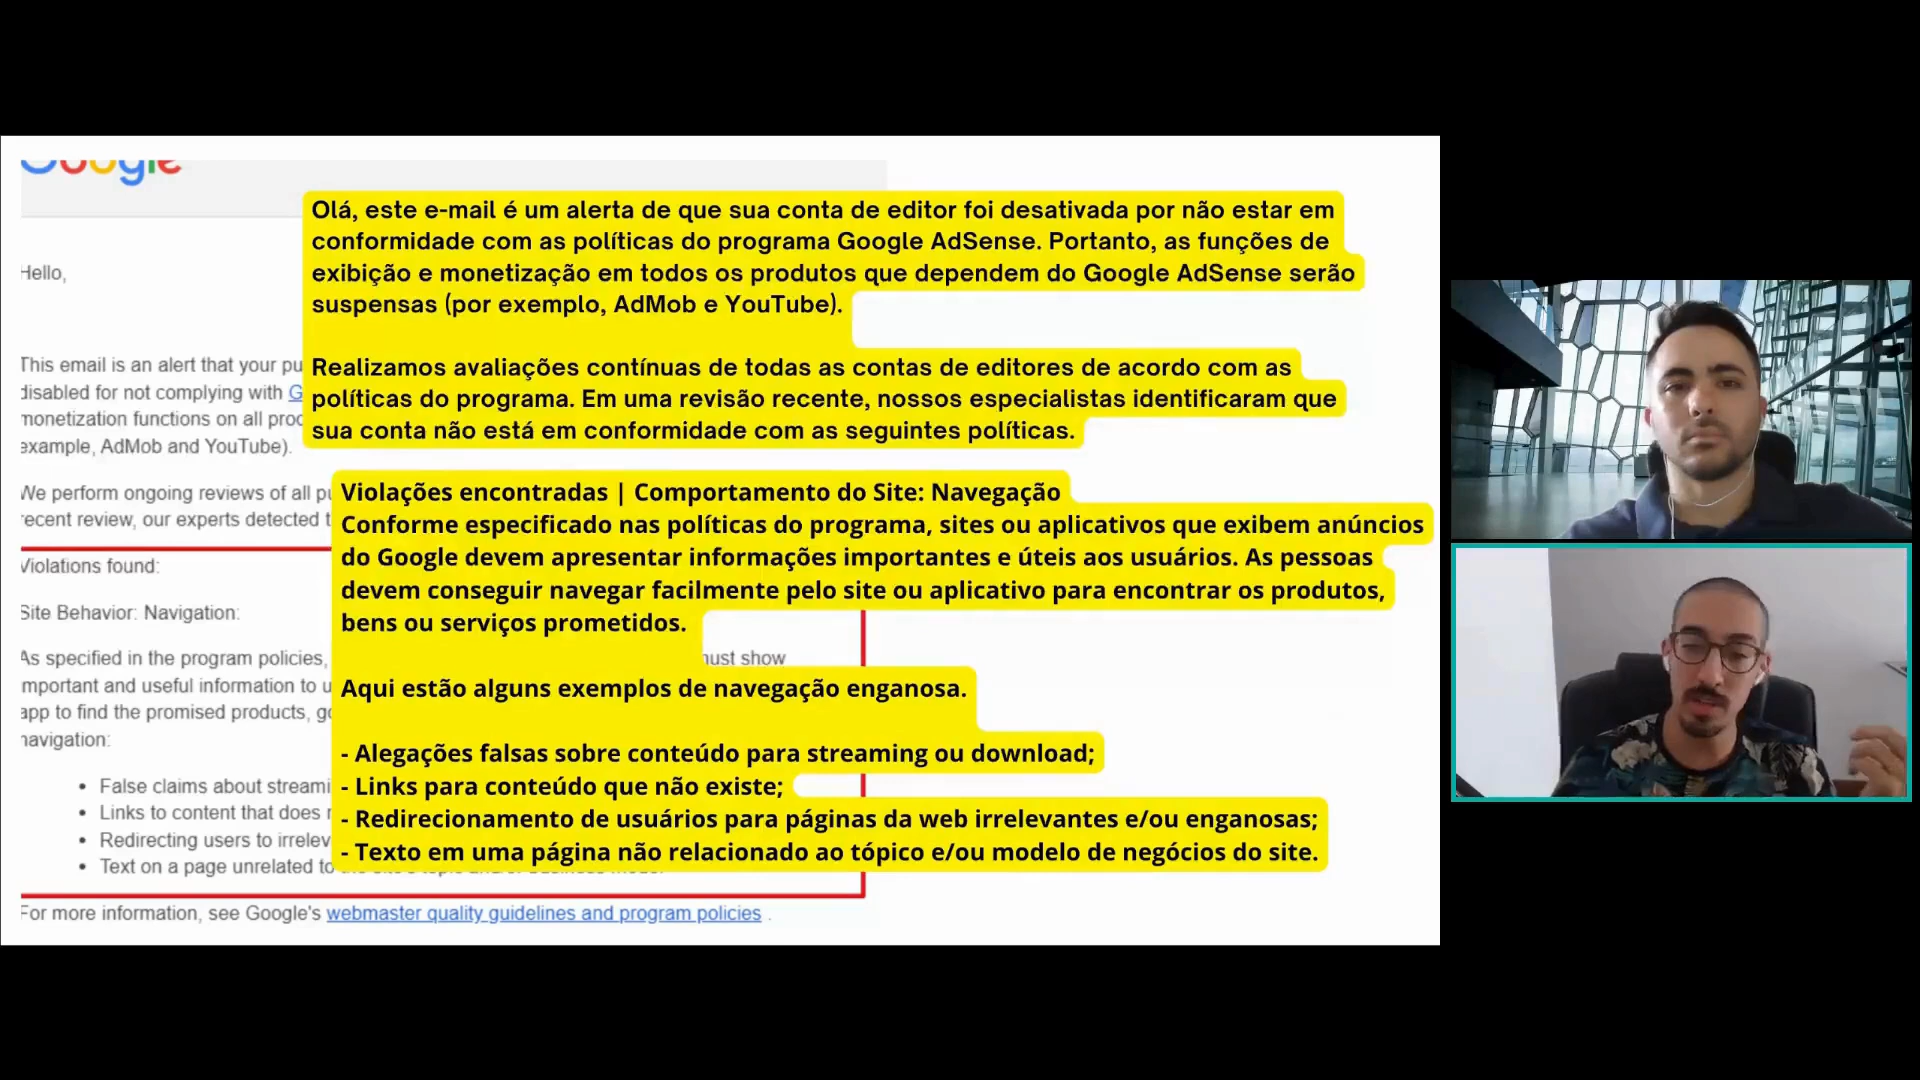 Google
Olá, este e-mail é um alerta de que sua conta de editor foi desativada por não estar em
conformidade com as políticas do programa Google AdSense. Portanto, as funções de
exibição e monetização em todos os produtos que dependem do Google AdSense serão
suspensas (por exemplo, AdMob e YouTube).
Realizamos avaliações contínuas de todas as contas de editores de acordo com as
políticas do programa. Em uma revisão recente, nossos especialistas identificaram que
sua conta não está em conformidade com as seguintes políticas.
Violações encontradas | Comportamento do Site: Navegação
Conforme especificado nas políticas do programa, sites ou aplicativos que exibem anúncios
do Google devem apresentar informações importantes e úteis aos usuários. As pessoas
devem conseguir navegar facilmente pelo site ou aplicativo para encontrar os produtos,
bens ou serviços prometidos.
Aqui estão alguns exemplos de navegação enganosa.
- Alegações falsas sobre conteúdo para streaming ou download;
- Links para conteúdo que não existe;
- Redirecionamento de usuários para páginas da web irrelevantes e/ou enganosas;
- Texto em uma página não relacionado ao tópico e/ou modelo de negócios do site.
Hello,
This email is an alert that your
disabled for not complying with
monetization functions on all
example, AdMob and YouTube).
We perform ongoing reviews of all
recent review, our experts detected
Violations found:
Site Behavior: Navigation:
As specified in the program policies, must show
important and useful information to
app to find the promised products,
navigation:
• False claims about
• Links to content that does
• Redirecting users to
• Text on a page unrelated to
For more information, see Google's webmaster quality guidelines and program policies .